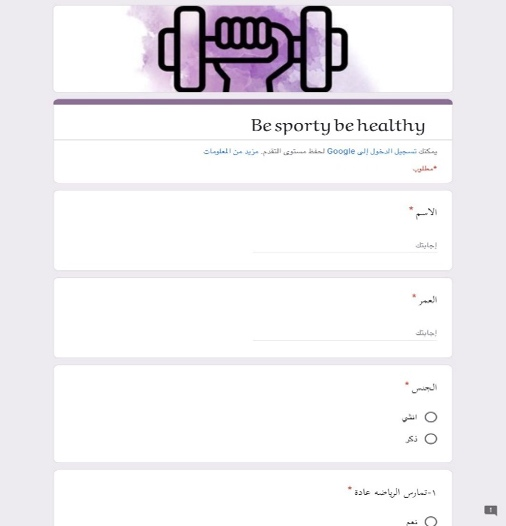 Be sporty be healthy
يمكنك تسجيل الدخول إلى Google لحفظ مستوى التقدم. مزيد من المعلومات
*مطلوب
الاسم *
إجابتك
العمر *
إجابتك
الجنس *
انثي
ذكر
١-تمارس الرياضه عادة *
نعم